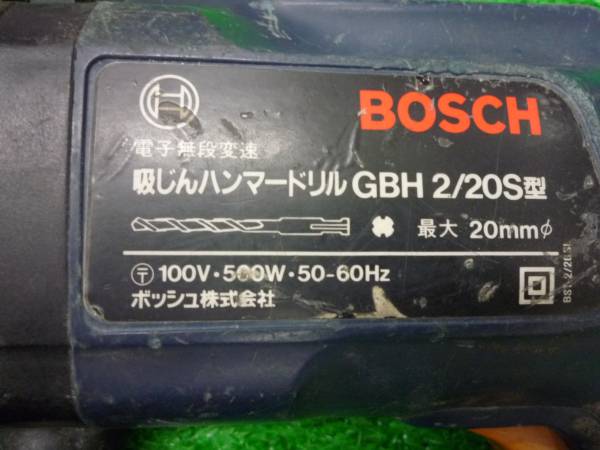 BOSCH
電子無段変速
吸じんハンマードリル GBH 2/20S型
最大 20mmφ
〒 100V・500W・50-60Hz
ボッシュ株式会社